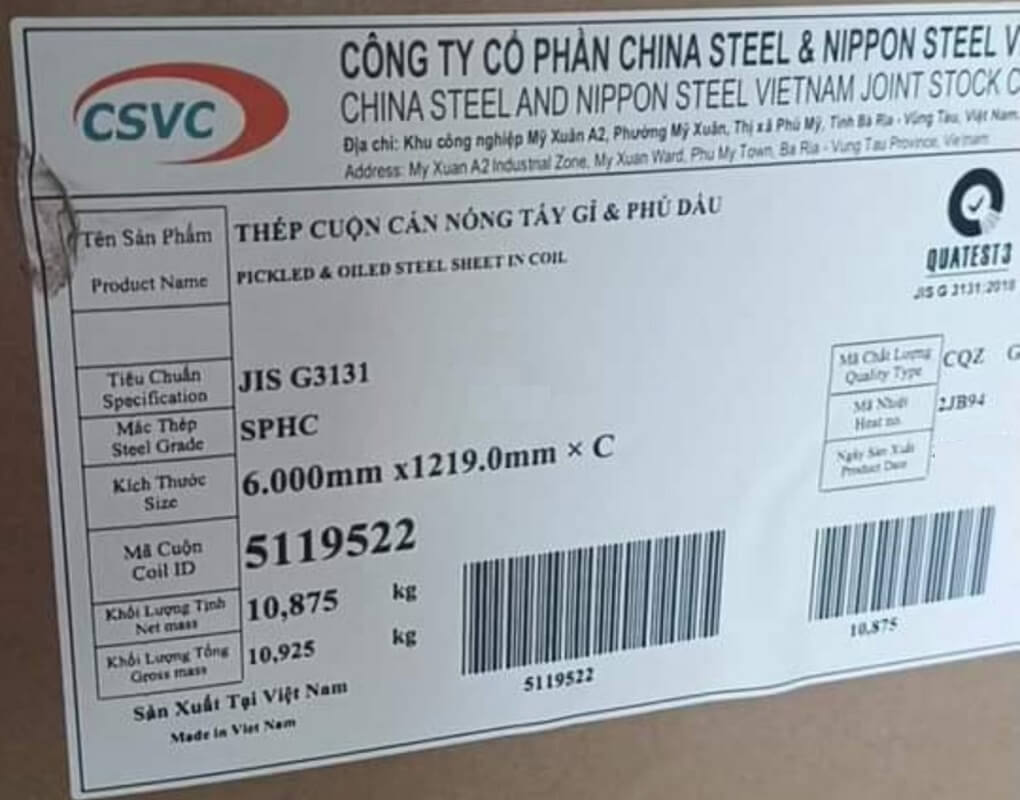 CSVC
CÔNG TY CỔ PHẦN CHINA STEEL & NIPPON STEEL V
CHINA STEEL AND NIPPON STEEL VIETNAM JOINT STOCK C
Địa chỉ: Khu công nghiệp Mỹ Xuân A2, Phường Mỹ Xuân, Thị xã Phú Mỹ, Tỉnh Bà Rịa - Vũng Tàu, Việt Nam.
Address: My Xuan A2 Industrial Zone, My Xuan Ward, Phu My Town, Ba Ria - Vung Tau Province, Vietnam
Tên Sản Phẩm THÉP CUỘN CÁN NÓNG TẨY GỈ & PHỦ DẦU
Product Name PICKLED & OILED STEEL SHEET IN COIL
QUATEST3
JIS G 3131:2018
Tiêu Chuẩn
Specification
JIS G3131
Mác Thép
Steel Grade
SPHC
Kích Thước
Size
6.000mm x1219.0mm × C
Mã Cuộn
Coil ID
5119522
Khối Lượng Tịnh
Net mass
10,875 kg
Khối Lượng Tổng
Gross mass
10,925 kg
Mã Chất Lượng
Quality Type
CQZ G
Mã Nhiệt
Heat no.
2JB94
Ngày Sản Xuất
Product Date
5119522
10,875
Sản Xuất Tại Việt Nam
Made in Viet Nam